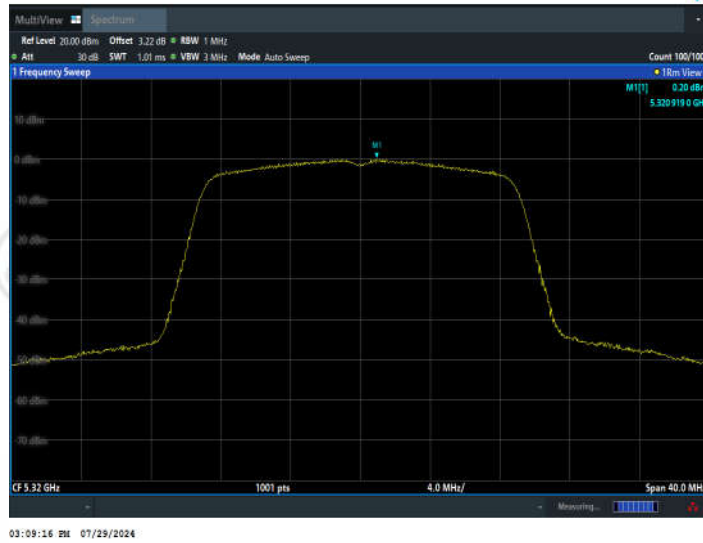 MultiView Spectrum
Ref Level 20.00 dBm Offset 3.22 dB RBW 1 MHz
Att 30 dB SWT 1.01 ms VBW 3 MHz Mode Auto Sweep Count 100/100
1 Frequency Sweep 1Rm View
M1[1] 0.20 dBm
5.320 919 0 GH
M1
10 dBm
0 dBm
-10 dBm
-20 dBm
-30 dBm
-40 dBm
-50 dBm
-60 dBm
-70 dBm
CF 5.32 GHz 1001 pts 4.0 MHz/ Span 40.0 MH
Measuring...
03:09:16 PM 07/29/2024